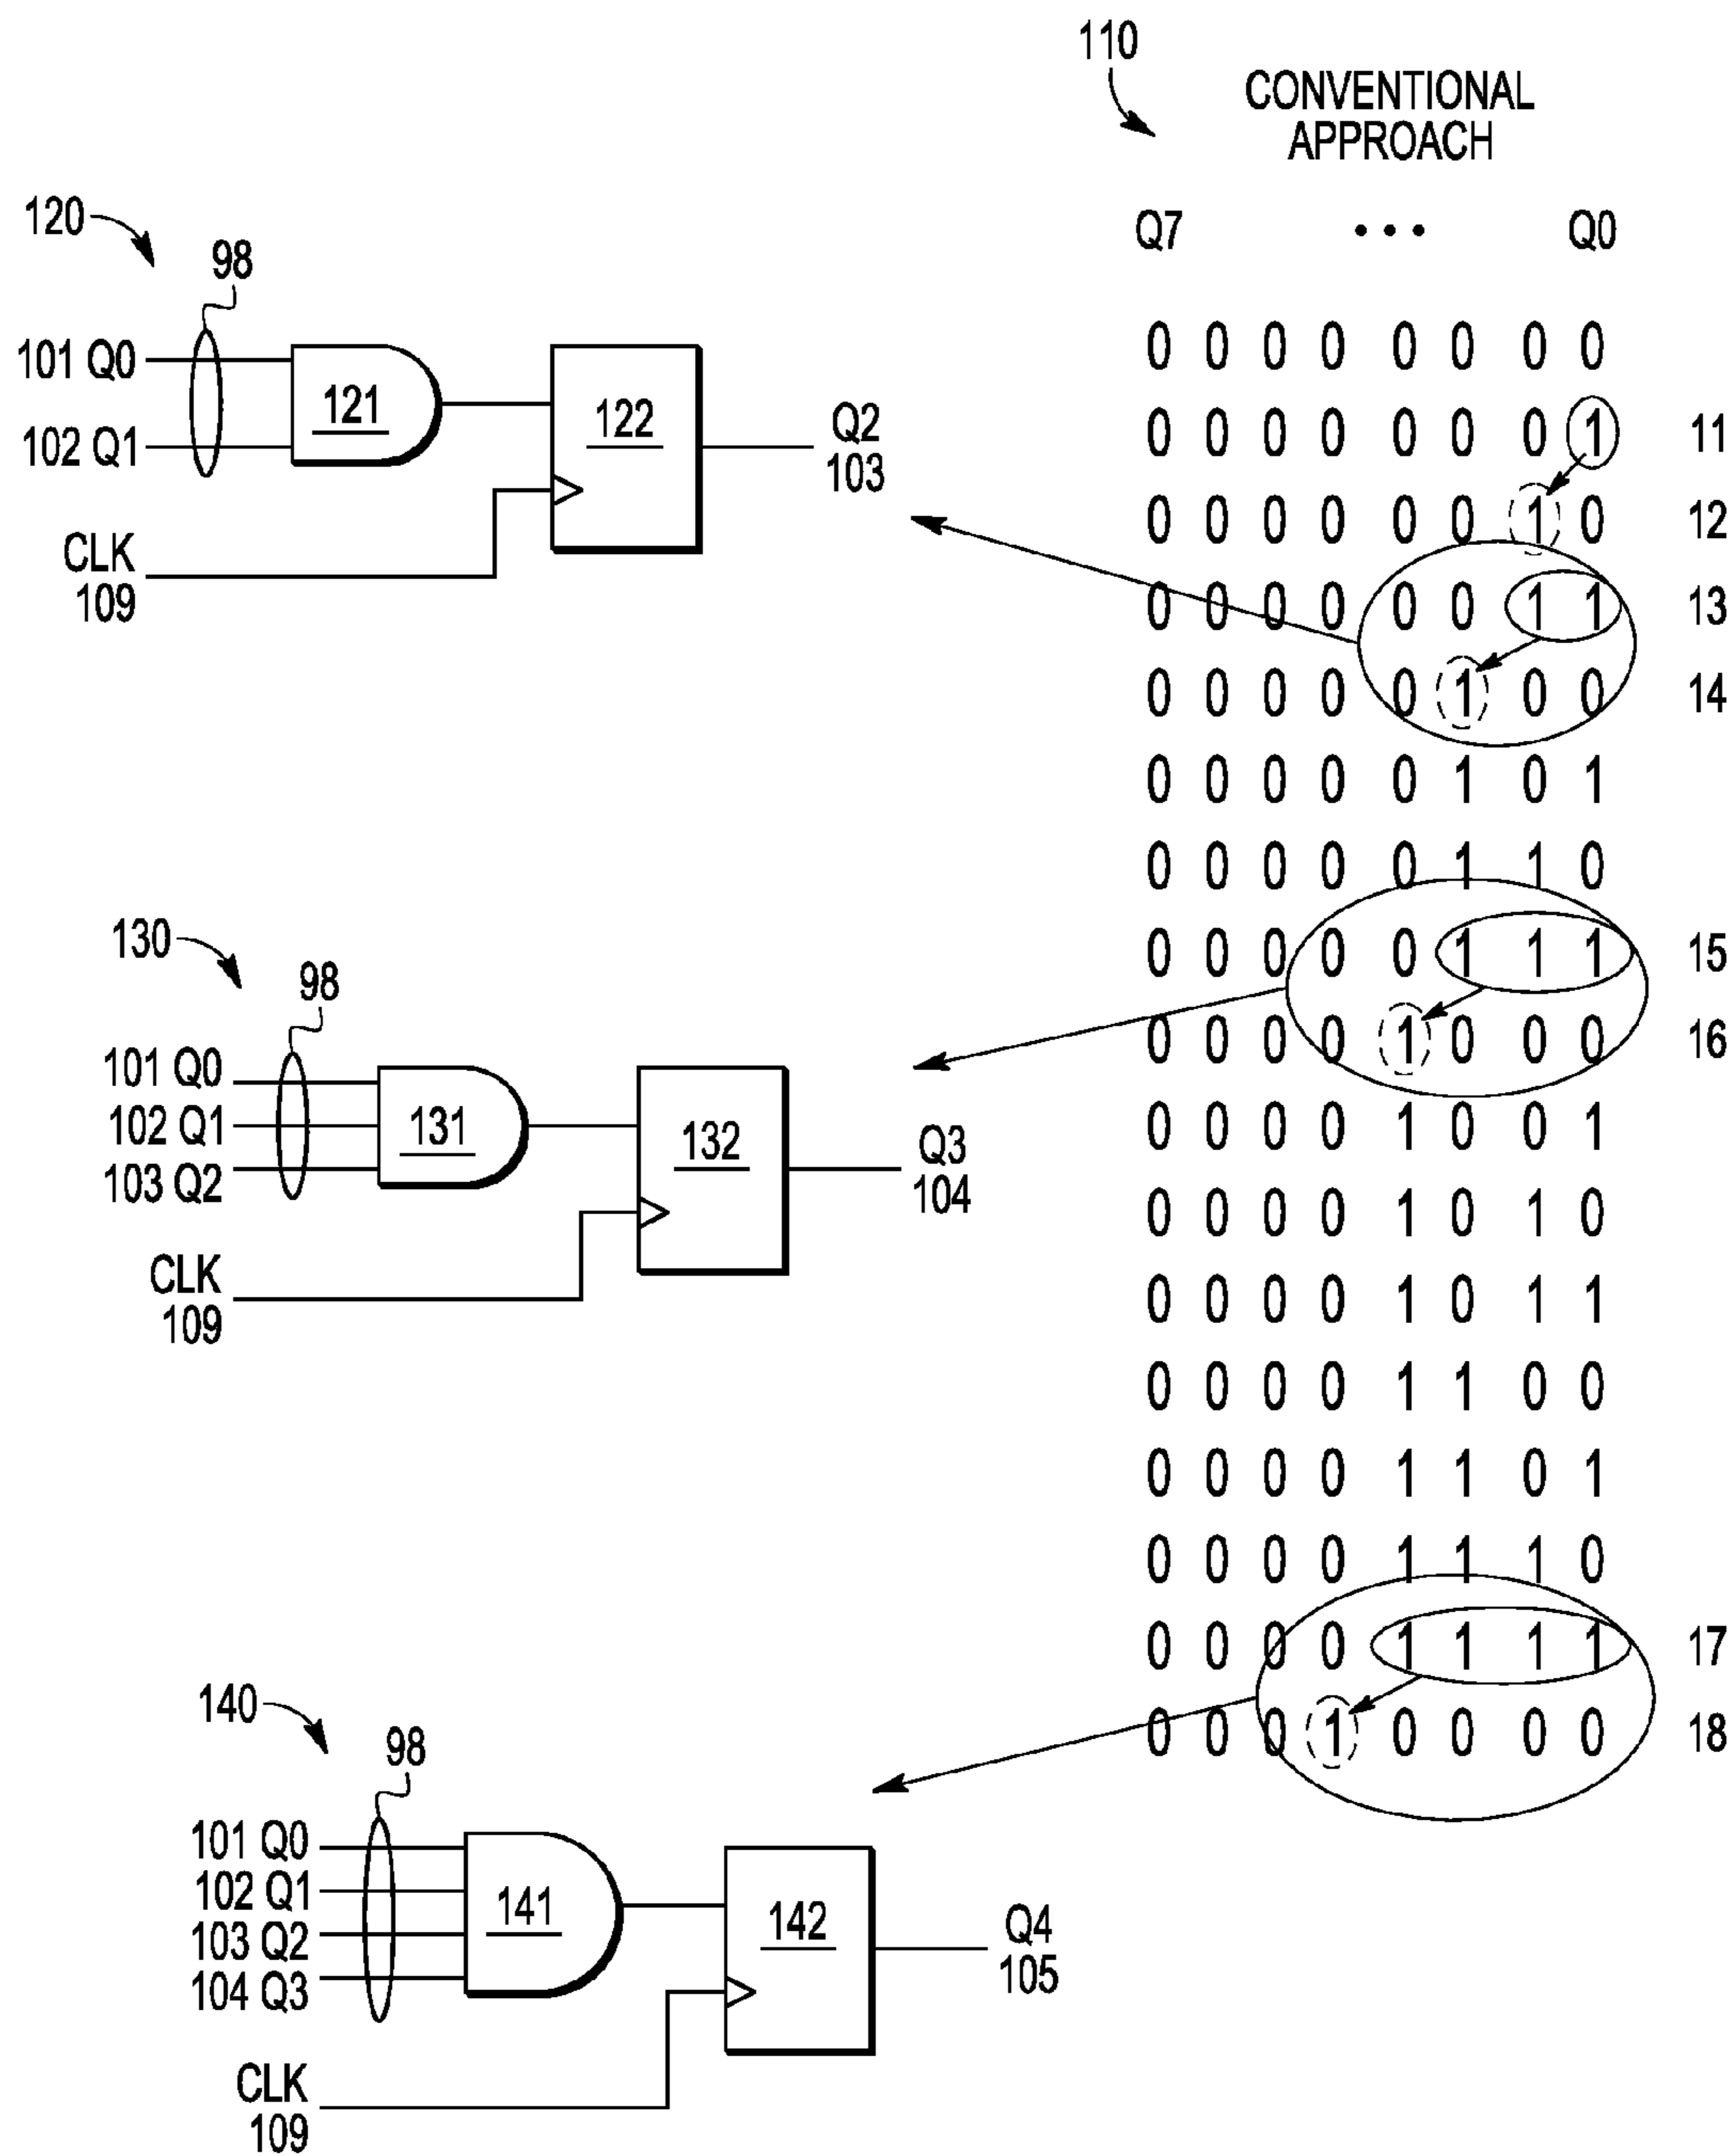 110
CONVENTIONAL
APPROACH
Q7 ••• Q0
0 0 0 0 0 0 0 0
0 0 0 0 0 0 0 1 11
0 0 0 0 0 0 1 0 12
0 0 0 0 0 0 1 1 13
0 0 0 0 0 1 0 0 14
0 0 0 0 0 1 0 1
0 0 0 0 0 1 1 0
0 0 0 0 0 1 1 1 15
0 0 0 0 1 0 0 0 16
0 0 0 0 1 0 0 1
0 0 0 0 1 0 1 0
0 0 0 0 1 0 1 1
0 0 0 0 1 1 0 0
0 0 0 0 1 1 0 1
0 0 0 0 1 1 1 0
0 0 0 0 1 1 1 1 17
0 0 0 1 0 0 0 0 18
120
98
101 Q0
102 Q1
121
122
Q2
103
CLK
109
130
98
101 Q0
102 Q1
103 Q2
131
132
Q3
104
CLK
109
140
98
101 Q0
102 Q1
103 Q2
104 Q3
141
142
Q4
105
CLK
109